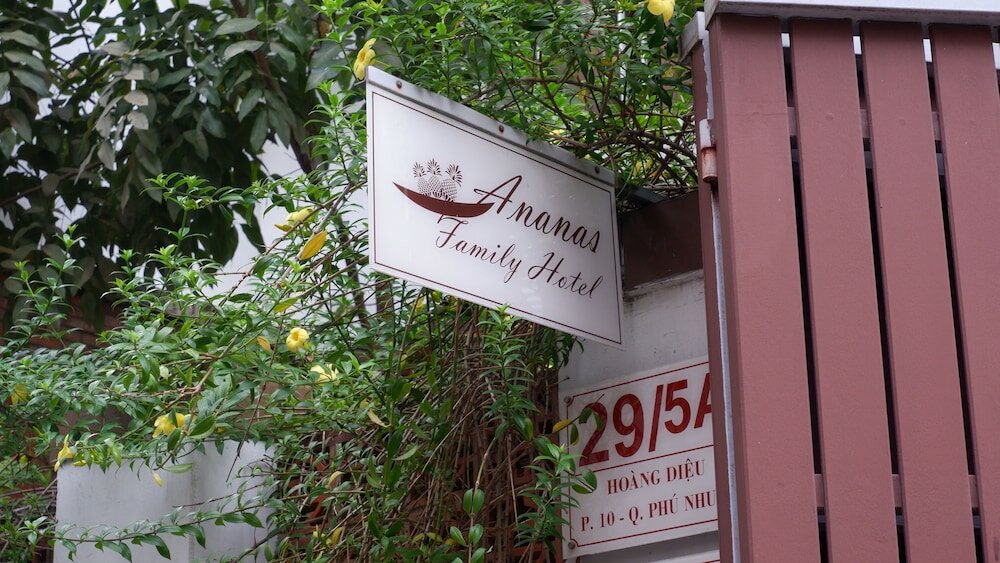 Ananas
Family Hotel
29/5A
HOÀNG DIỆU
P. 10 - Q. PHÚ NHU